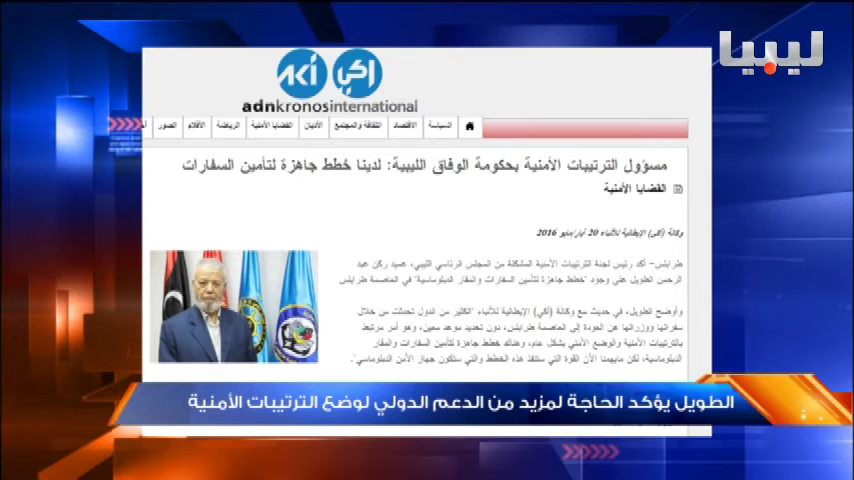 ليبيا
AKI اكي
adnkronosinternational
السياسة الاقتصاد الثقافة والمجتمع الأديان القضايا الأمنية الرياضة الأقلام الصور
مسؤول الترتيبات الأمنية بحكومة الوفاق الليبية: لدينا خطط جاهزة لتأمين السفارات
القضايا الأمنية
وكالة (آكي) الإيطالية للأنباء 20 أيار/مايو 2016
طرابلس– أكد رئيس لجنة الترتيبات الأمنية المشكلة من المجلس الرئاسي الليبي، عميد ركن عبد
الرحمن الطويل على وجود "خطط جاهزة لتأمين السفارات والمقار الدبلوماسية" في العاصمة طرابلس
وأوضح الطويل، في حديث مع وكالة (آكي) الإيطالية للأنباء "الكثير من الدول تحدثت من خلال
سفرائها ووزرائها عن العودة إلى العاصمة طرابلس، دون تحديد موعد معين، وهو أمر مرتبط
بالترتيبات الأمنية والوضع الأمني بشكل عام، وهناك خطط جاهزة لتأمين السفارات والمقار
الدبلوماسية، لكن مايهمنا الآن القوة التي ستنفذ هذه الخطط والتي ستكون جهاز الأمن الدبلوماسي".
الطويل يؤكد الحاجة لمزيد من الدعم الدولي لوضع الترتيبات الأمنية